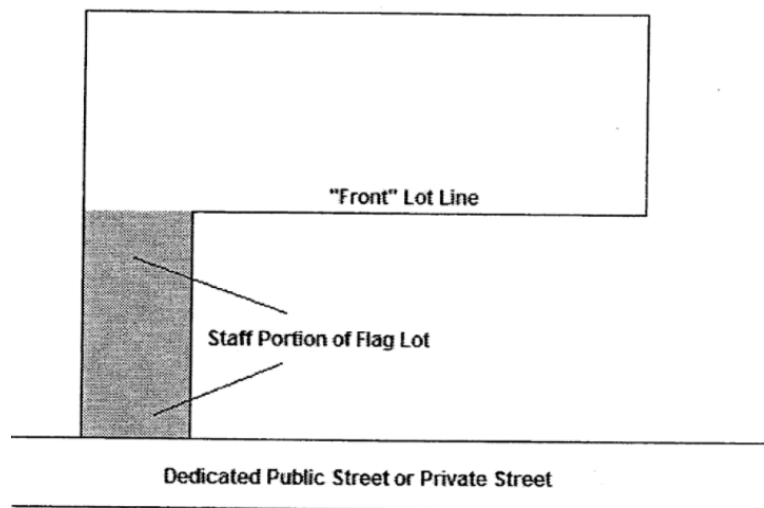 "Front" Lot Line
Staff Portion of Flag Lot
Dedicated Public Street or Private Street